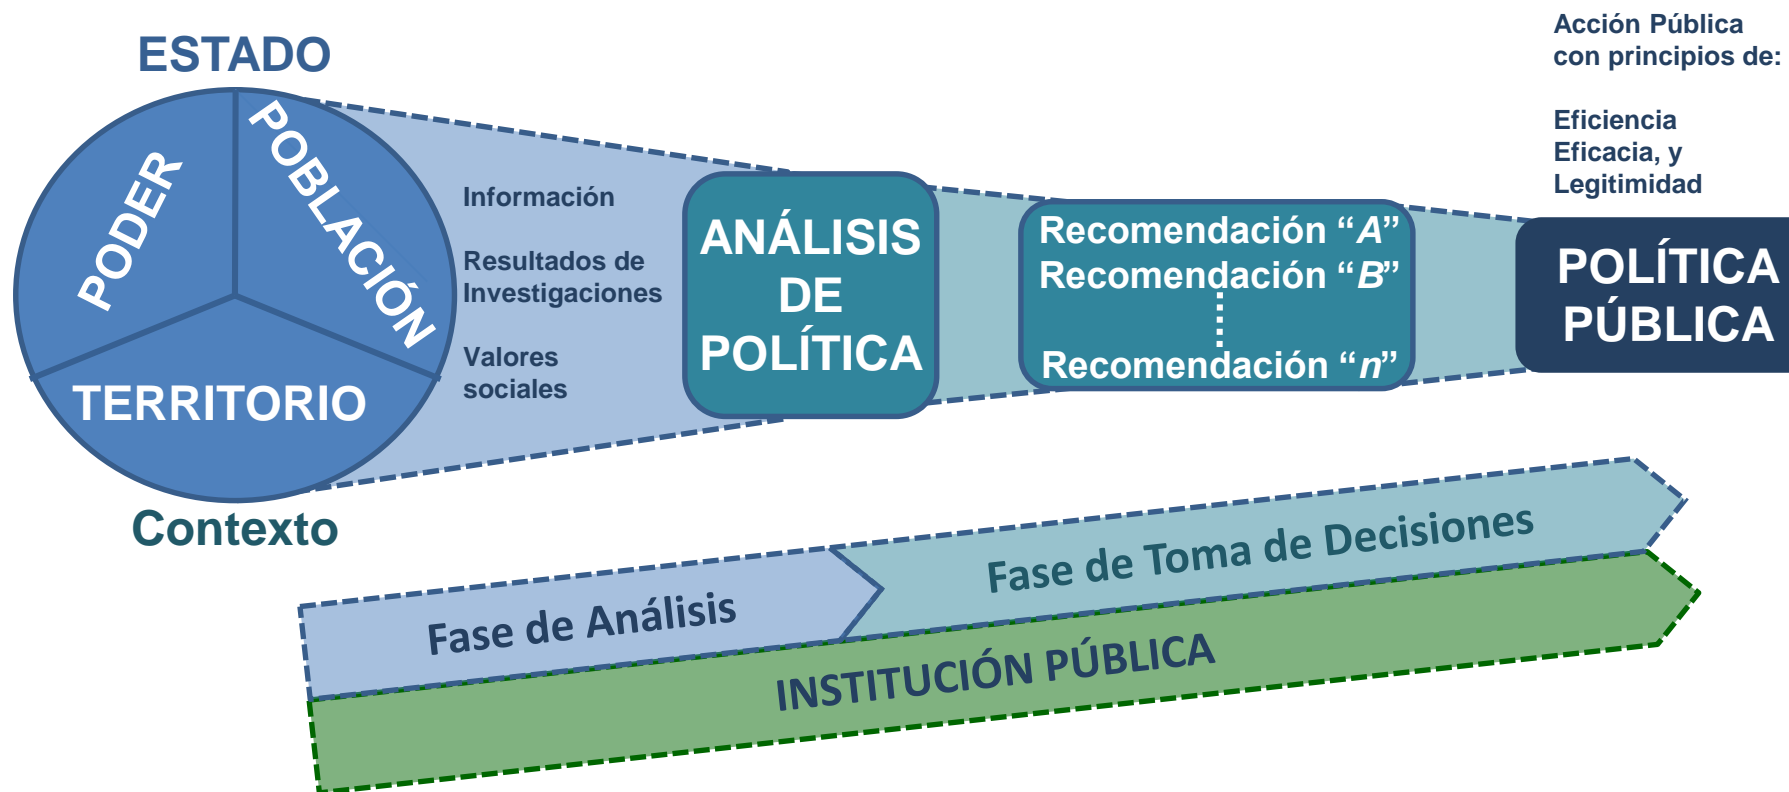 ESTADO
PODER
POBLACIÓN
TERRITORIO
Contexto
Información
Resultados de
Investigaciones
Valores
sociales
ANÁLISIS
DE
POLÍTICA
Recomendación “A”
Recomendación “B”
Recomendación “n”
Acción Pública
con principios de:
Eficiencia
Eficacia, y
Legitimidad
POLÍTICA
PÚBLICA
Fase de Análisis
Fase de Toma de Decisiones
INSTITUCIÓN PÚBLICA